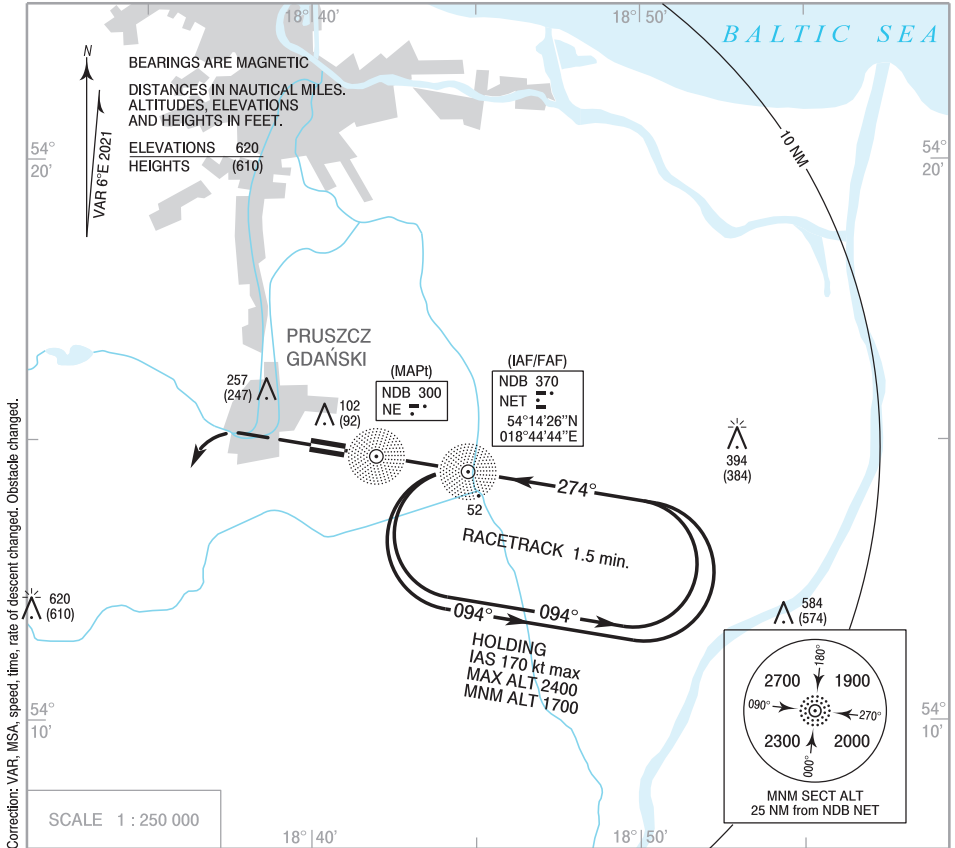 18° 40'
18° 50'
BALTIC SEA
N
VAR 6°E 2021
BEARINGS ARE MAGNETIC
DISTANCES IN NAUTICAL MILES.
ALTITUDES, ELEVATIONS
AND HEIGHTS IN FEET.
ELEVATIONS 620
HEIGHTS (610)
54°
20'
10 NM
54°
20'
PRUSZCZ
GDAŃSKI
257
(247)
102
(92)
(MAPt)
NDB 300
NE
(IAF/FAF)
NDB 370
NET
54°14'26''N
018°44'44''E
394
(384)
52
274°
RACETRACK 1.5 min.
094°
094°
HOLDING
IAS 170 kt max
MAX ALT 2400
MNM ALT 1700
620
(610)
584
(574)
180°
2700
1900
090°
270°
2300
2000
000°
MNM SECT ALT
25 NM from NDB NET
54°
10'
54°
10'
SCALE 1 : 250 000
18° 40'
18° 50'
Correction: VAR, MSA, speed, time, rate of descent changed. Obstacle changed.